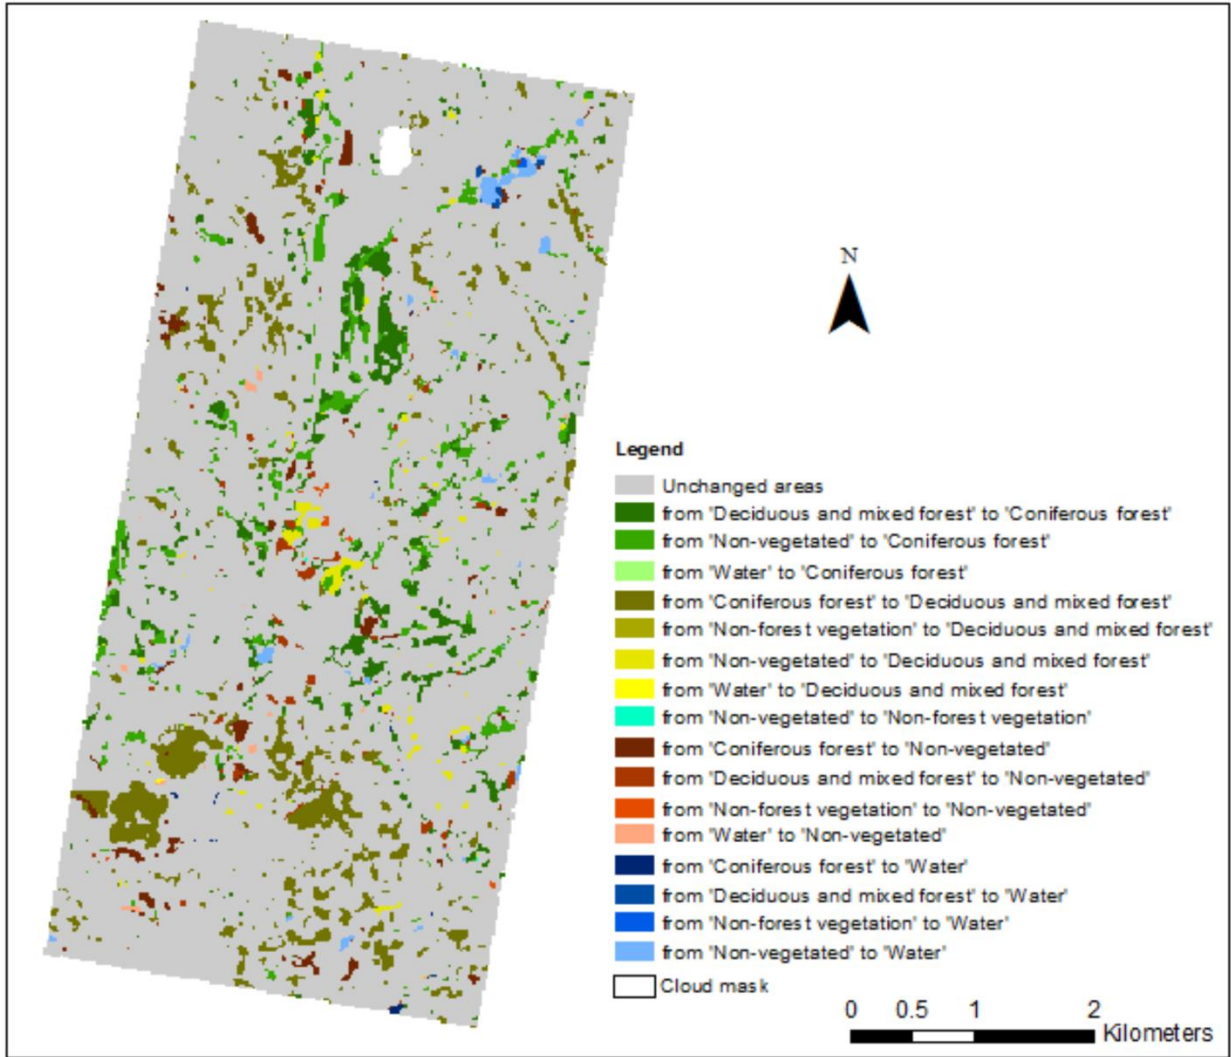 N
Legend
Unchanged areas
from 'Deciduous and mixed forest' to 'Coniferous forest'
from 'Non-vegetated' to 'Coniferous forest'
from 'Water' to 'Coniferous forest'
from 'Coniferous forest' to 'Deciduous and mixed forest'
from 'Non-forest vegetation' to 'Deciduous and mixed forest'
from 'Non-vegetated' to 'Deciduous and mixed forest'
from 'Water' to 'Deciduous and mixed forest'
from 'Non-vegetated' to 'Non-forest vegetation'
from 'Coniferous forest' to 'Non-vegetated'
from 'Deciduous and mixed forest' to 'Non-vegetated'
from 'Non-forest vegetation' to 'Non-vegetated'
from 'Water' to 'Non-vegetated'
from 'Coniferous forest' to 'Water'
from 'Deciduous and mixed forest' to 'Water'
from 'Non-forest vegetation' to 'Water'
from 'Non-vegetated' to 'Water'
Cloud mask
0 0.5 1 2
Kilometers